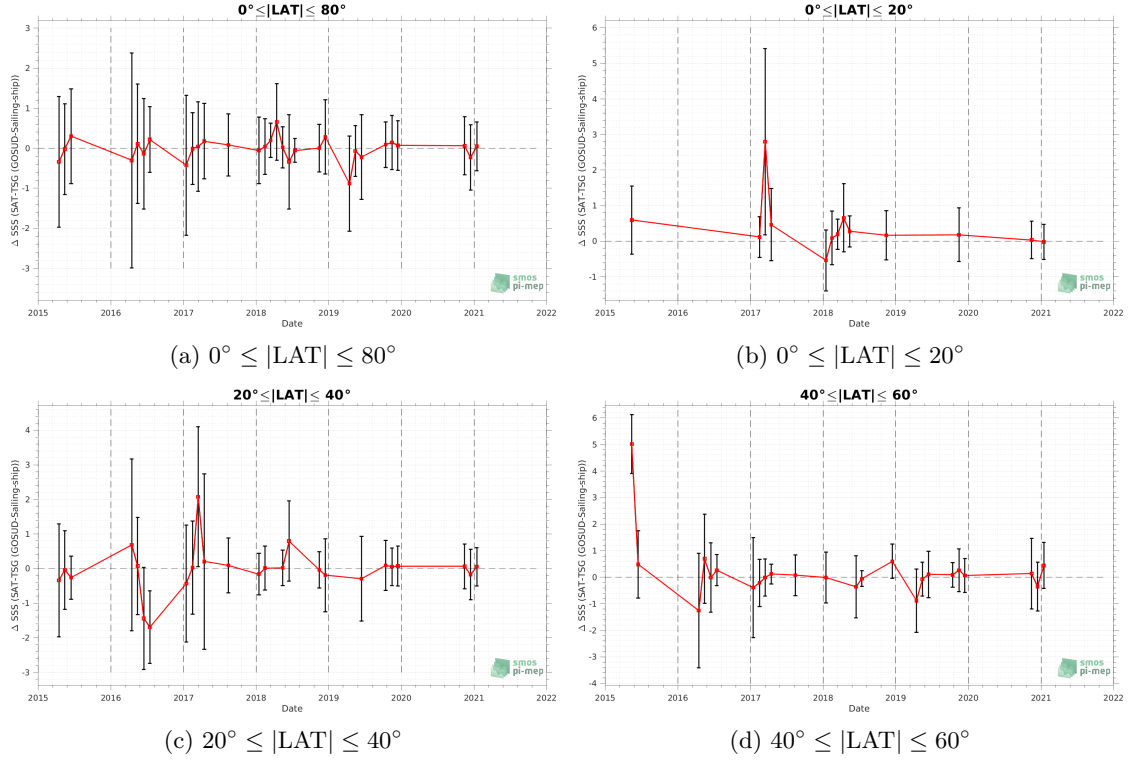 0°≤|LAT|≤ 80°
3
2
1
0
-1
-2
-3
Δ SSS (SAT-TSG (GOSUD-Sailing-ship))
2015 2016 2017 2018 2019 2020 2021 2022
Date
smos
pi-mep
(a) 0° ≤ |LAT| ≤ 80°
0°≤|LAT|≤ 20°
6
5
4
3
2
1
0
-1
Δ SSS (SAT-TSG (GOSUD-Sailing-ship))
2015 2016 2017 2018 2019 2020 2021 2022
Date
smos
pi-mep
(b) 0° ≤ |LAT| ≤ 20°
20°≤|LAT|≤ 40°
4
3
2
1
0
-1
-2
-3
Δ SSS (SAT-TSG (GOSUD-Sailing-ship))
2015 2016 2017 2018 2019 2020 2021 2022
Date
smos
pi-mep
(c) 20° ≤ |LAT| ≤ 40°
40°≤|LAT|≤ 60°
6
5
4
3
2
1
0
-1
-2
-3
-4
Δ SSS (SAT-TSG (GOSUD-Sailing-ship))
2015 2016 2017 2018 2019 2020 2021 2022
Date
smos
pi-mep
(d) 40° ≤ |LAT| ≤ 60°